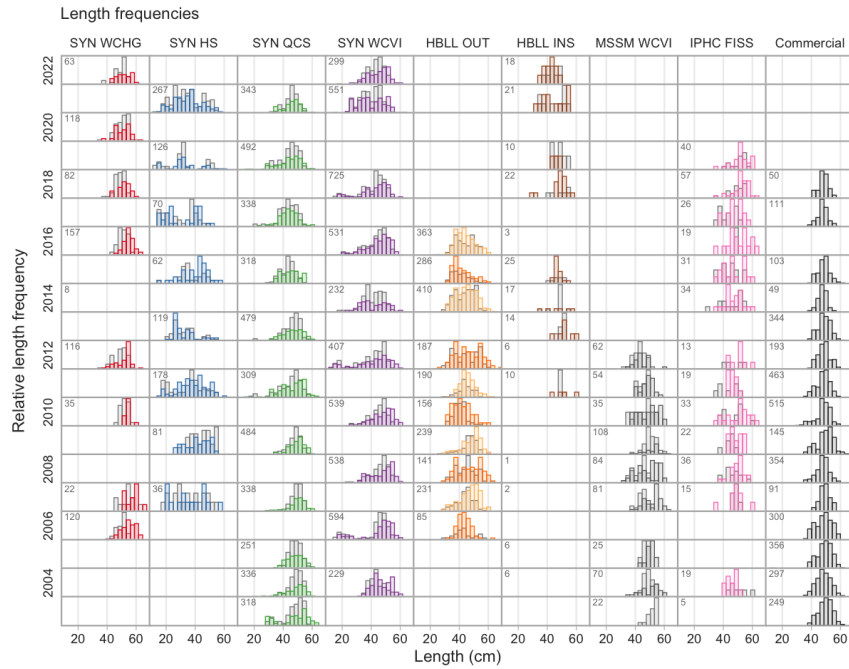 Length frequencies
SYN WCHG SYN HS SYN QCS SYN WCVI HBLL OUT HBLL INS MSSM WCVI IPHC FISS Commercial
2022 63 299 18
267 343 551 21
2020 118
126 492 10 40
2018 82 725 22 57 50
70 338 26 111
2016 157 531 363 3 19
62 318 286 25 31 103
2014 8 232 410 17 34 49
119 479 14 344
2012 116 407 187 6 62 13 193
178 309 190 10 54 19 463
2010 35 539 156 35 33 515
81 484 239 108 22 145
2008 538 141 1 84 36 354
22 36 338 231 2 81 15 91
2006 120 594 85 300
251 6 25 356
2004 336 229 6 70 19 297
318 22 5 249
20 40 60 20 40 60 20 40 60 20 40 60 20 40 60 20 40 60 20 40 60 20 40 60 20 40 60
Length (cm)
Relative length frequency